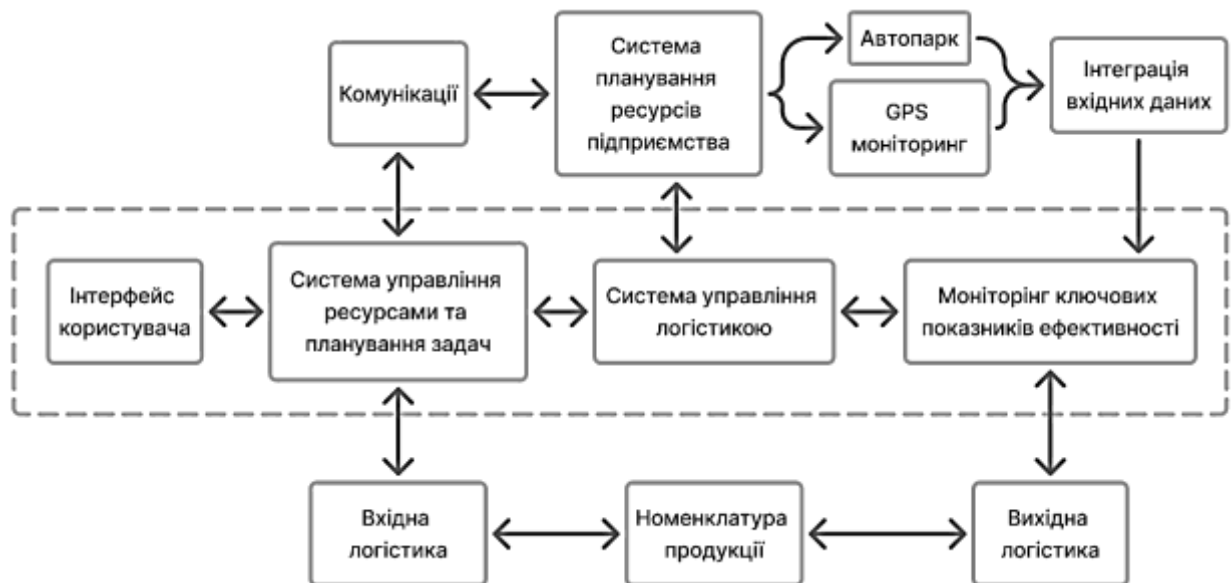 Комунікації
Система
планування
ресурсів
підприємства
Автопарк
GPS
моніторинг
Інтеграція
вхідних даних
Інтерфейс
користувача
Система управління
ресурсами та
планування задач
Система управління
логістикою
Моніторінг ключових
показників ефективності
Вхідна
логістика
Номенклатура
продукції
Вихідна
логістика